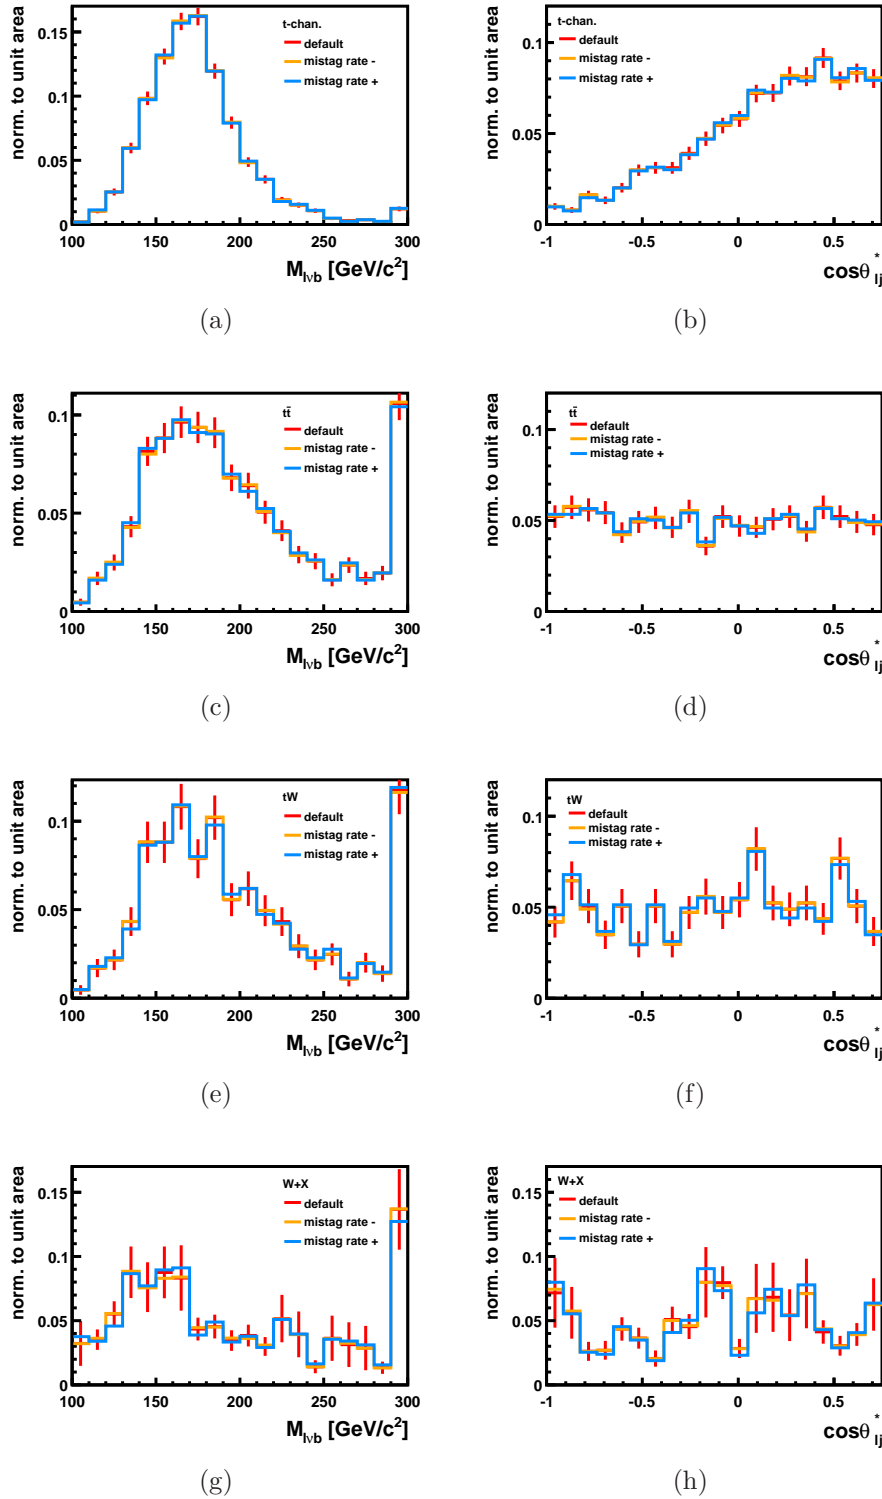 norm. to unit area
0.15
0.1
0.05
0
t-chan.
default
mistag rate -
mistag rate +
100 150 200 250 300
M_lνb [GeV/c²]
(a)
norm. to unit area
0.1
0.05
0
t-chan.
default
mistag rate -
mistag rate +
-1 -0.5 0 0.5
cosθ*_lj
(b)
norm. to unit area
0.1
0.05
0
tt̄
default
mistag rate -
mistag rate +
100 150 200 250 300
M_lνb [GeV/c²]
(c)
norm. to unit area
0.1
0.05
0
tt̄
default
mistag rate -
mistag rate +
-1 -0.5 0 0.5
cosθ*_lj
(d)
norm. to unit area
0.1
0.05
0
tW
default
mistag rate -
mistag rate +
100 150 200 250 300
M_lνb [GeV/c²]
(e)
norm. to unit area
0.1
0.05
0
tW
default
mistag rate -
mistag rate +
-1 -0.5 0 0.5
cosθ*_lj
(f)
norm. to unit area
0.15
0.1
0.05
0
W+X
default
mistag rate -
mistag rate +
100 150 200 250 300
M_lνb [GeV/c²]
(g)
norm. to unit area
0.15
0.1
0.05
0
W+X
default
mistag rate -
mistag rate +
-1 -0.5 0 0.5
cosθ*_lj
(h)